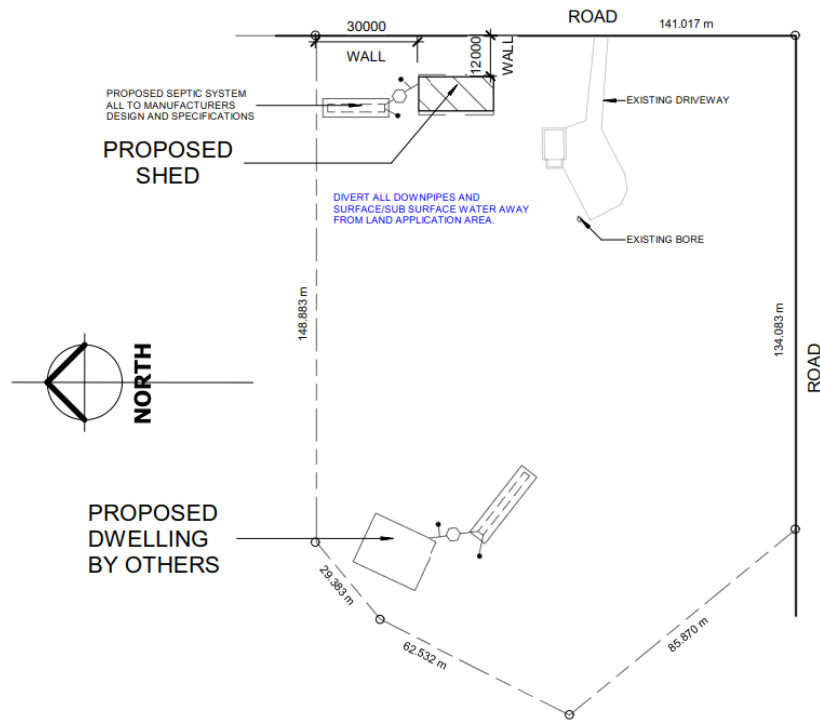 ROAD
30000
141.017 m
WALL
12000
WALL
PROPOSED SEPTIC SYSTEM
ALL TO MANUFACTURERS
DESIGN AND SPECIFICATIONS
EXISTING DRIVEWAY
PROPOSED
SHED
DIVERT ALL DOWNPIPES AND
SURFACE/SUB SURFACE WATER AWAY
FROM LAND APPLICATION AREA.
EXISTING BORE
148.883 m
134.083 m
ROAD
NORTH
PROPOSED
DWELLING
BY OTHERS
29.383 m
62.532 m
85.870 m